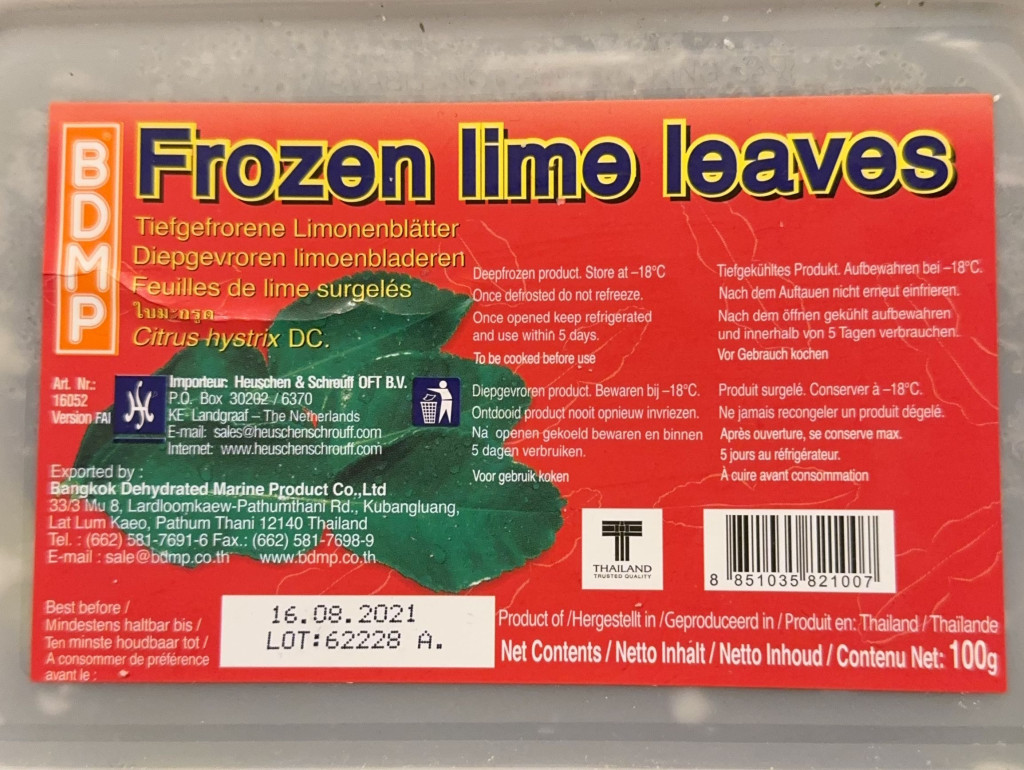 BDMP
Frozen lime leaves
Tiefgefrorene Limonenblätter
Diepgevroren limoenbladeren
Feuilles de lime surgelés
ใบมะกรูด
Citrus hystrix DC.
Art. Nr.:
16052
Version FAI
Importeur: Heuschen & Schreuff OFT B.V.
P.O. Box 30202 / 6370
KE- Landgraaf – The Netherlands
E-mail: sales@heuschenschrouff.com
Internet: www.heuschenschrouff.com
Exported by :
Bangkok Dehydrated Marine Product Co.,Ltd
33/3 Mu 8, Lardloomkaew-Pathumthani Rd., Kubangluang,
Lat Lum Kaeo, Pathum Thani 12140 Thailand
Tel. : (662) 581-7691-6 Fax.: (662) 581-7698-9
E-mail : sale@bdmp.co.th www.bdmp.co.th
Deepfrozen product. Store at –18°C
Once defrosted do not refreeze.
Once opened keep refrigerated
and use within 5 days.
To be cooked before use
Tiefgekühltes Produkt. Aufbewahren bei –18°C.
Nach dem Auftauen nicht erneut einfrieren.
Nach dem öffnen gekühlt aufbewahren
und innerhalb von 5 Tagen verbrauchen.
Vor Gebrauch kochen
Diepgevroren product. Bewaren bij –18°C.
Ontdooid product nooit opnieuw invriezen.
Na openen gekoeld bewaren en binnen
5 dagen verbruiken.
Voor gebruik koken
Produit surgelé. Conserver à –18°C.
Ne jamais recongeler un produit dégelé.
Après ouverture, se conserve max.
5 jours au réfrigérateur.
À cuire avant consommation
THAILAND
TRUSTED QUALITY
8 851035 821007
Best before /
Mindestens haltbar bis /
Ten minste houdbaar tot /
A consommer de préférence
avant le :
16.08.2021
LOT:62228 A.
Product of /Hergestellt in /Geproduceerd in / Produit en: Thailand / Thaïlande
Net Contents / Netto Inhalt / Netto Inhoud / Contenu Net: 100g